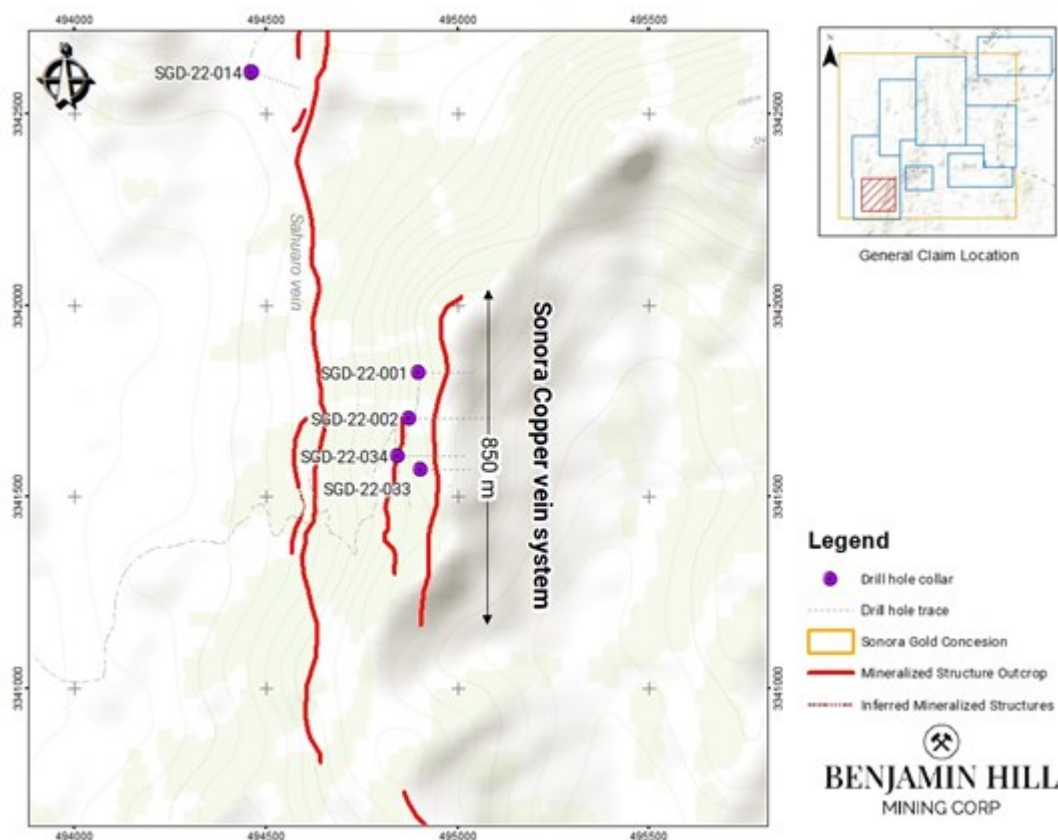 494000 494500 495000 495500
3342500 3342500
3342000 3342000
3341500 3341500
3341000 3341000
494000 494500 495000 495500
SGD-22-014
Sahuaro vein
SGD-22-001
SGD-22-002
SGD-22-034
SGD-22-033
850 m
Sonora Copper vein system
General Claim Location
Legend
Drill hole collar
Drill hole trace
Sonora Gold Concesion
Mineralized Structure Outcrop
Inferred Mineralized Structures
BENJAMIN HILL
MINING CORP